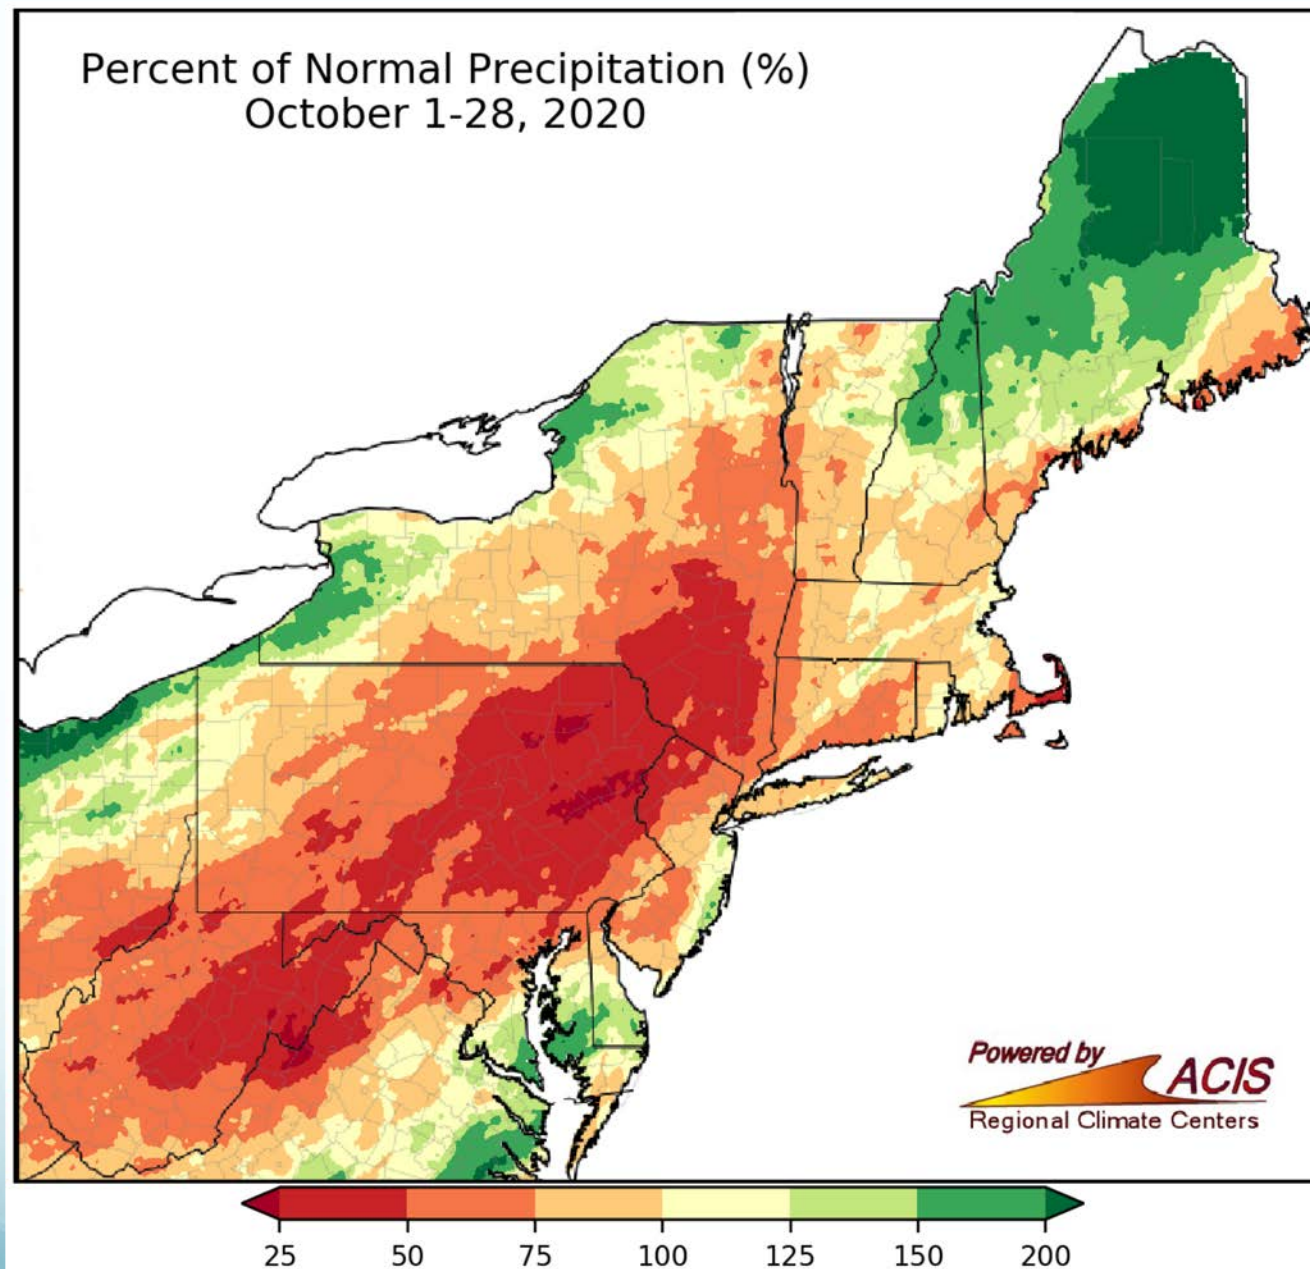 Percent of Normal Precipitation (%)
October 1-28, 2020
Powered by
ACIS
Regional Climate Centers
25 50 75 100 125 150 200